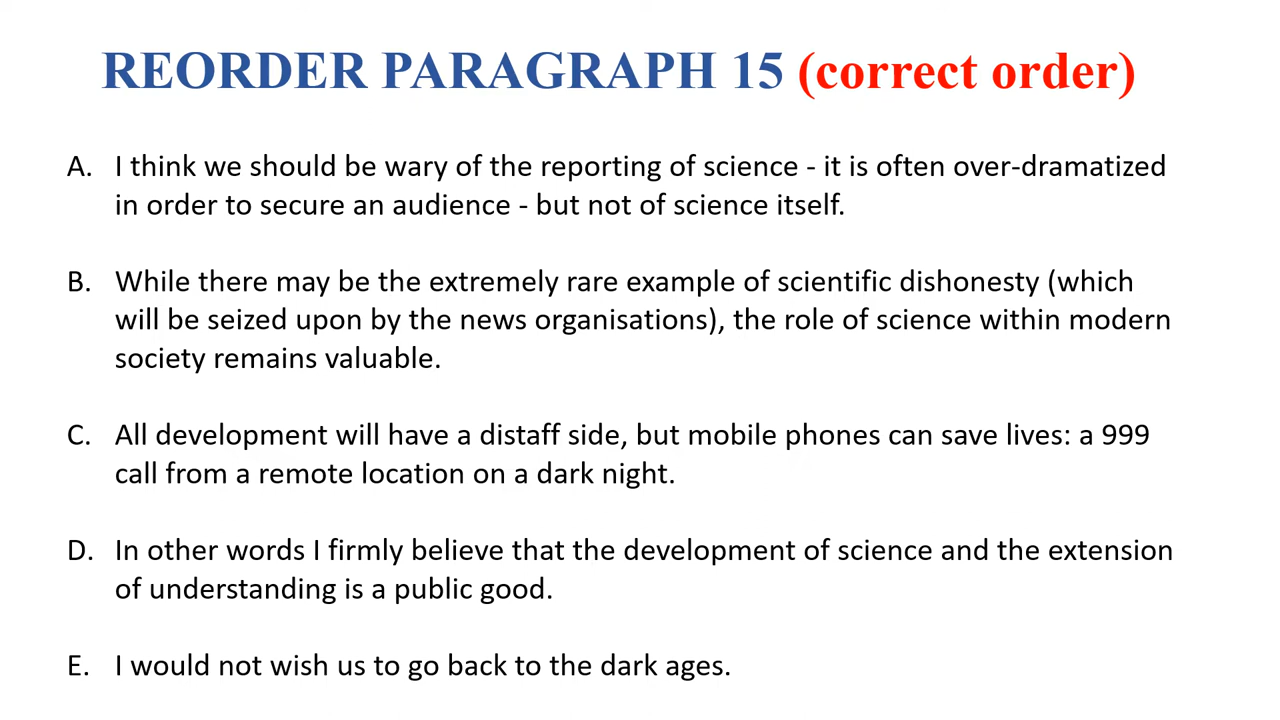 REORDER PARAGRAPH 15 (correct order)
A. I think we should be wary of the reporting of science - it is often over-dramatized
in order to secure an audience - but not of science itself.
B. While there may be the extremely rare example of scientific dishonesty (which
will be seized upon by the news organisations), the role of science within modern
society remains valuable.
C. All development will have a distaff side, but mobile phones can save lives: a 999
call from a remote location on a dark night.
D. In other words I firmly believe that the development of science and the extension
of understanding is a public good.
E. I would not wish us to go back to the dark ages.